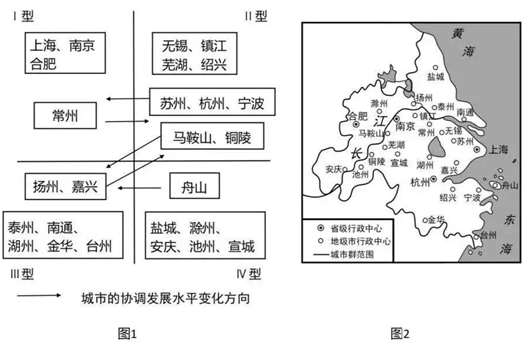 Ⅰ型
Ⅱ型
上海、南京
合肥
无锡、镇江
芜湖、绍兴
苏州、杭州、宁波
常州
马鞍山、铜陵
扬州、嘉兴
舟山
泰州、南通、
湖州、金华、台州
盐城、滁州、
安庆、池州、宣城
Ⅲ型
Ⅳ型
城市的协调发展水平变化方向
图1
黄
海
盐城
滁州
扬州
泰州
南通
合肥
江
南京
镇江
常州
无锡
马鞍山
苏州
上海
芜湖
长
铜陵
宣城
湖州
嘉兴
安庆
池州
杭州
舟山
绍兴
宁波
东
海
金华
台州
省级行政中心
地级市行政中心
城市群范围
图2